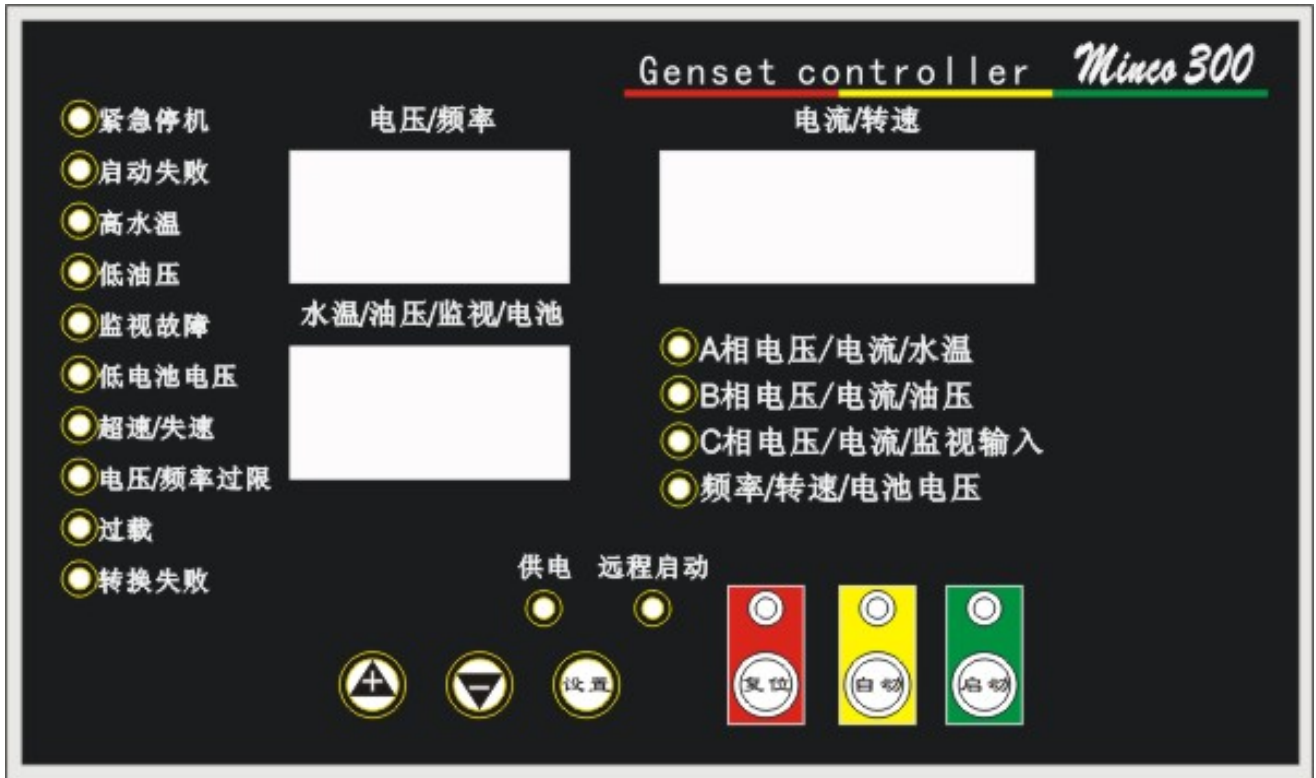 Genset controller Minco 300
紧急停机
启动失败
高水温
低油压
监视故障
低电池电压
超速/失速
电压/频率过限
过载
转换失败
电压/频率
电流/转速
水温/油压/监视/电池
A相电压/电流/水温
B相电压/电流/油压
C相电压/电流/监视输入
频率/转速/电池电压
供电 远程启动
+ − 设置 复位 自动 启动